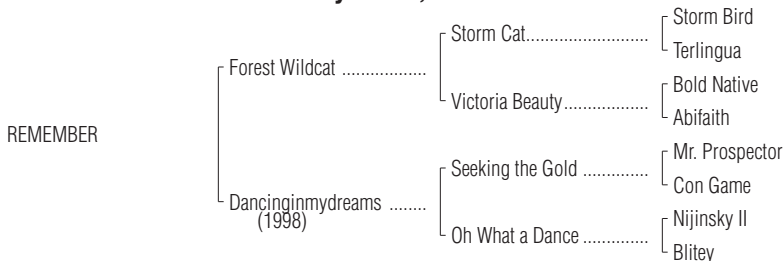 REMEMBER
Forest Wildcat ..................
Dancinginmydreams ........
(1998)
Storm Cat..........................
Victoria Beauty..................
Seeking the Gold ..............
Oh What a Dance ..............
Storm Bird
Terlingua
Bold Native
Abifaith
Mr. Prospector
Con Game
Nijinsky II
Blitey